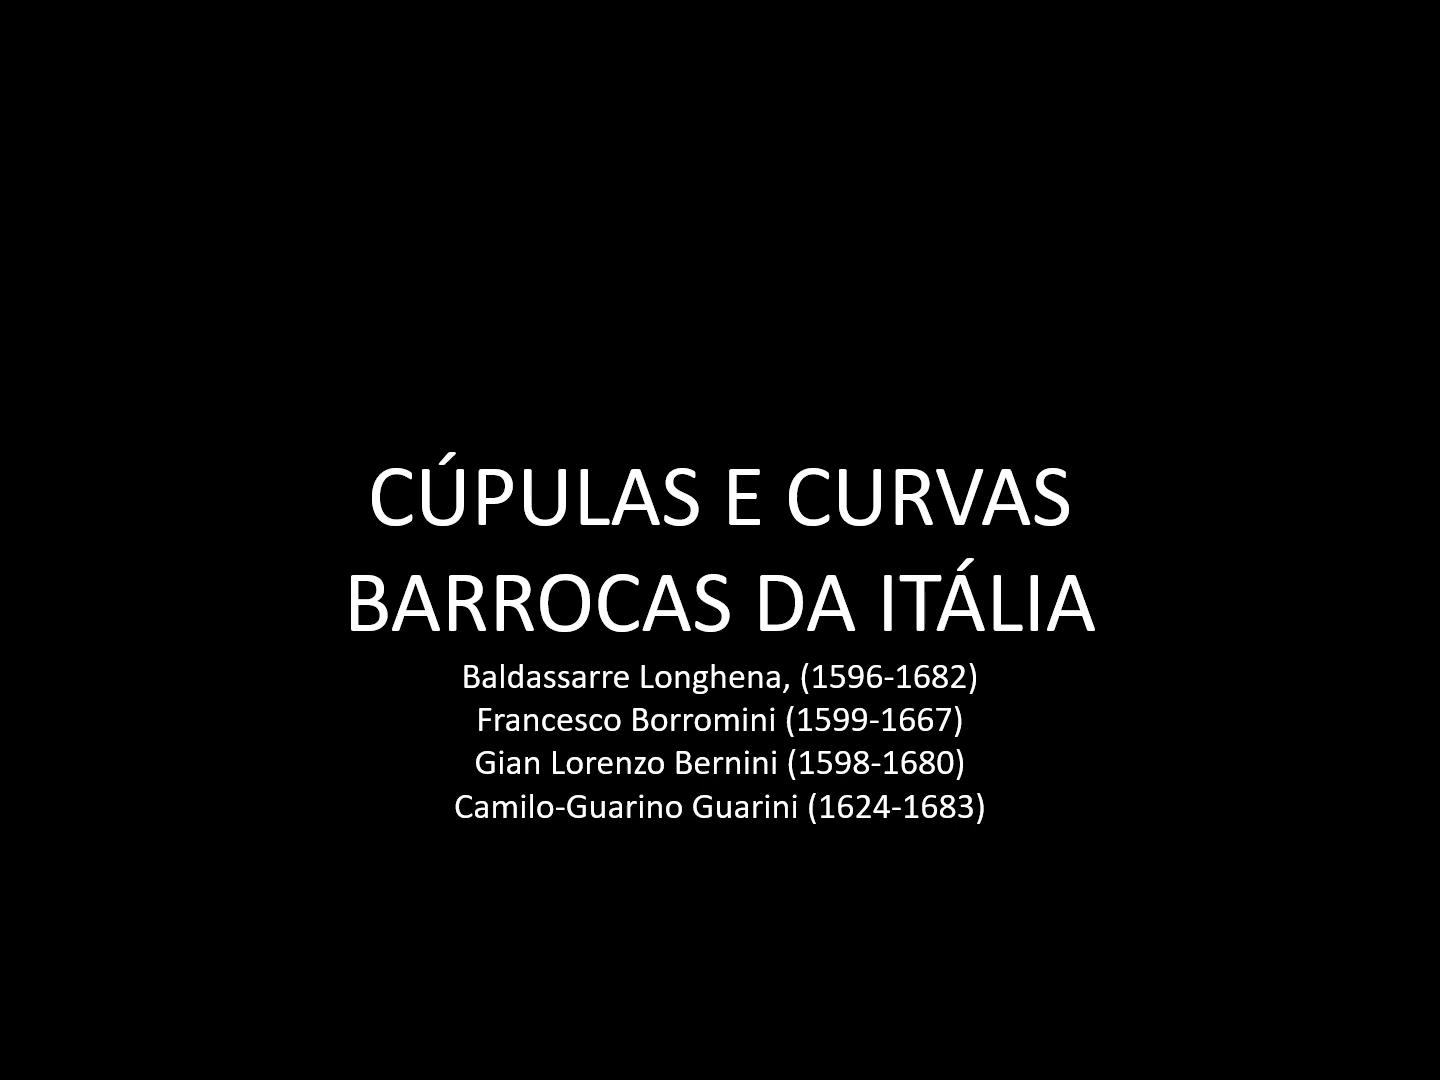 CÚPULAS E CURVAS
BARROCAS DA ITÁLIA
Baldassarre Longhena, (1596-1682)
Francesco Borromini (1599-1667)
Gian Lorenzo Bernini (1598-1680)
Camilo-Guarino Guarini (1624-1683)